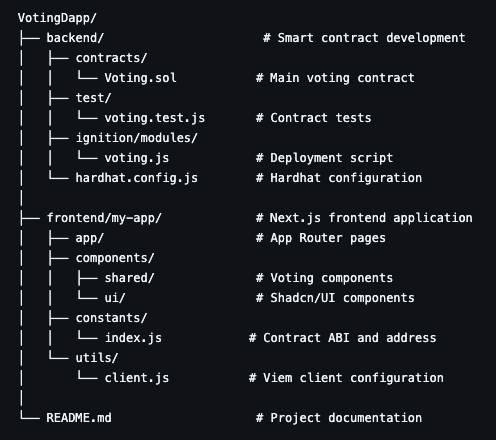 VotingDapp/
├── backend/                      # Smart contract development
│   ├── contracts/
│   │   └── Voting.sol           # Main voting contract
│   ├── test/
│   │   └── voting.test.js       # Contract tests
│   ├── ignition/modules/
│   │   └── voting.js            # Deployment script
│   └── hardhat.config.js        # Hardhat configuration
│
├── frontend/my-app/             # Next.js frontend application
│   ├── app/                     # App Router pages
│   ├── components/
│   │   ├── shared/              # Voting components
│   │   └── ui/                  # Shadcn/UI components
│   ├── constants/
│   │   └── index.js            # Contract ABI and address
│   └── utils/
│       └── client.js           # Viem client configuration
│
└── README.md                    # Project documentation